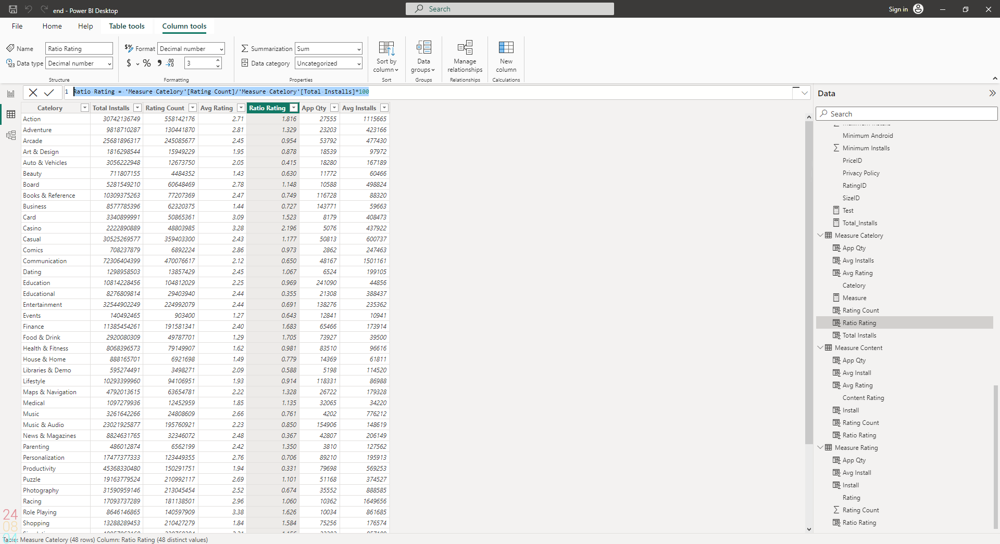 end - Power BI Desktop
Search
Sign in
File Home Help Table tools Column tools
Name Ratio Rating
Data type Decimal number
Structure
Format Decimal number
$ % 3
Formatting
Summarization Sum
Data category Uncategorized
Properties
Sort by column
Sort
Data groups
Groups
Manage relationships
Relationships
New column
Calculations
1 Ratio Rating = 'Measure Catelory'[Rating Count]/'Measure Catelory'[Total Installs]*100
Catelory Total Installs Rating Count Avg Rating Ratio Rating App Qty Avg Installs
Action 30742136749 558142176 2.71 1.816 27555 1115665
Adventure 9818710287 130441870 2.81 1.329 23203 423166
Arcade 25681896317 245085677 2.45 0.954 53792 477430
Art & Design 1816298544 15949229 1.95 0.878 18539 97972
Auto & Vehicles 3056222948 12673750 2.05 0.415 18280 167189
Beauty 711807155 4484352 1.43 0.630 11772 60466
Board 5281549210 60648469 2.78 1.148 10588 498824
Books & Reference 10309375263 77207369 2.47 0.749 116728 88320
Business 8577785396 62320375 1.44 0.727 143771 59663
Card 3340899991 50865361 3.09 1.523 8179 408473
Casino 2222890889 48803985 3.28 2.196 5076 437922
Casual 30525269577 359403300 2.43 1.177 50813 600737
Comics 708237879 6892224 2.86 0.973 2862 247463
Communication 72306404399 470076617 2.12 0.650 48167 1501161
Dating 1298958503 13857429 2.45 1.067 6524 199105
Education 10814228456 104812029 2.25 0.969 241090 44856
Educational 8276809814 29403940 2.44 0.355 21308 388437
Entertainment 32544902249 224992079 2.44 0.691 138276 235362
Events 140492465 903400 1.27 0.643 12841 10941
Finance 11385454261 191581341 2.40 1.683 65466 173914
Food & Drink 2920080309 49787701 1.29 1.705 73927 39500
Health & Fitness 8068396573 79149907 1.62 0.981 83510 96616
House & Home 888165701 6921698 1.49 0.779 14369 61811
Libraries & Demo 595274491 3498271 2.09 0.588 5198 114520
Lifestyle 10293399960 94106951 1.93 0.914 118331 86988
Maps & Navigation 4792013615 63654781 2.22 1.328 26722 179328
Medical 1097279936 12452959 1.85 1.135 32065 34220
Music 3261642266 24808609 2.66 0.761 4202 776212
Music & Audio 23021925877 195760921 2.23 0.850 154906 148619
News & Magazines 8824631765 32346072 2.48 0.367 42807 206149
Parenting 486012874 6562199 2.42 1.350 3810 127562
Personalization 17477377333 123449355 2.76 0.706 89210 195913
Productivity 45368330480 150291751 1.94 0.331 79698 569253
Puzzle 19163779524 210992117 2.69 1.101 51168 374527
Photography 31590959146 213045454 2.52 0.674 35552 888585
Racing 17093737289 181138501 2.96 1.060 10362 1649656
Role Playing 8646146865 140597909 3.38 1.626 10034 861685
Shopping 13288289453 210427279 1.84 1.584 75256 176574
24
08
04
Table: Measure Catelory (48 rows) Column: Ratio Rating (48 distinct values)
Data
Search
Minimum Android
Minimum Installs
PriceID
Privacy Policy
RatingID
SizeID
Test
Total_Installs
Measure Catelory
App Qty
Avg Installs
Avg Rating
Catelory
Measure
Rating Count
Ratio Rating
Total Installs
Measure Content
App Qty
Avg Install
Avg Rating
Content Rating
Install
Rating Count
Ratio Rating
Measure Rating
App Qty
Avg Install
Install
Rating
Rating Count
Ratio Rating